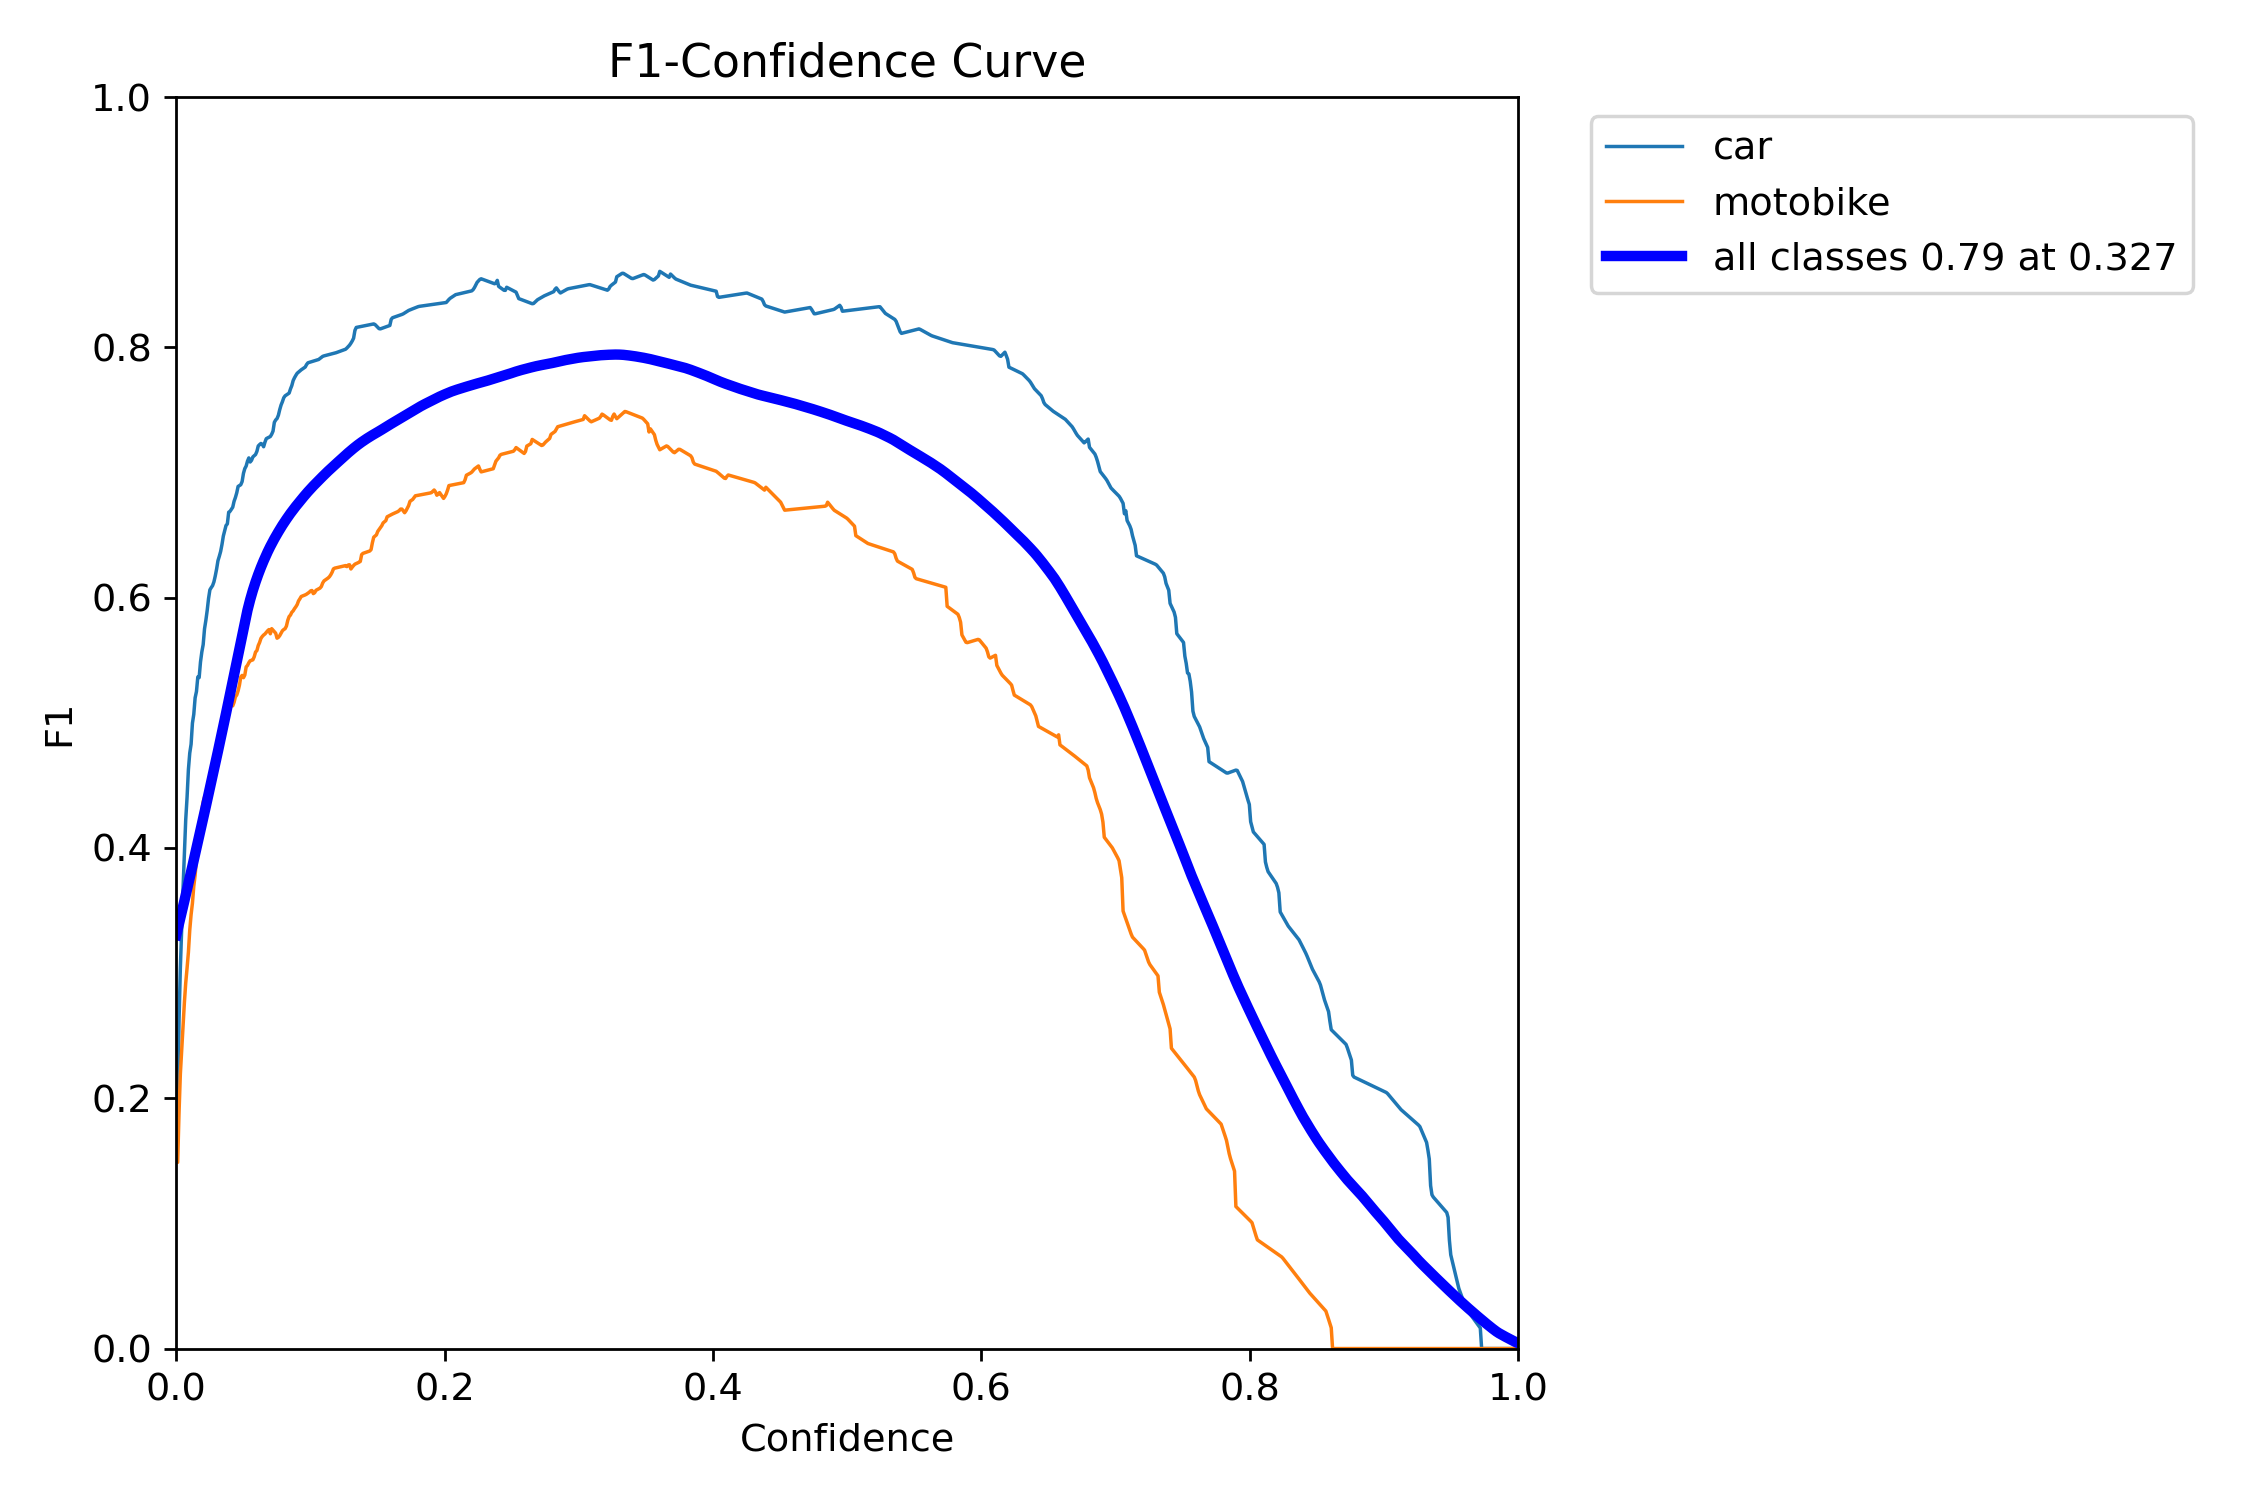 F1-Confidence Curve
1.0
0.8
0.6
0.4
0.2
0.0
F1
0.0 0.2 0.4 0.6 0.8 1.0
Confidence
car
motobike
all classes 0.79 at 0.327